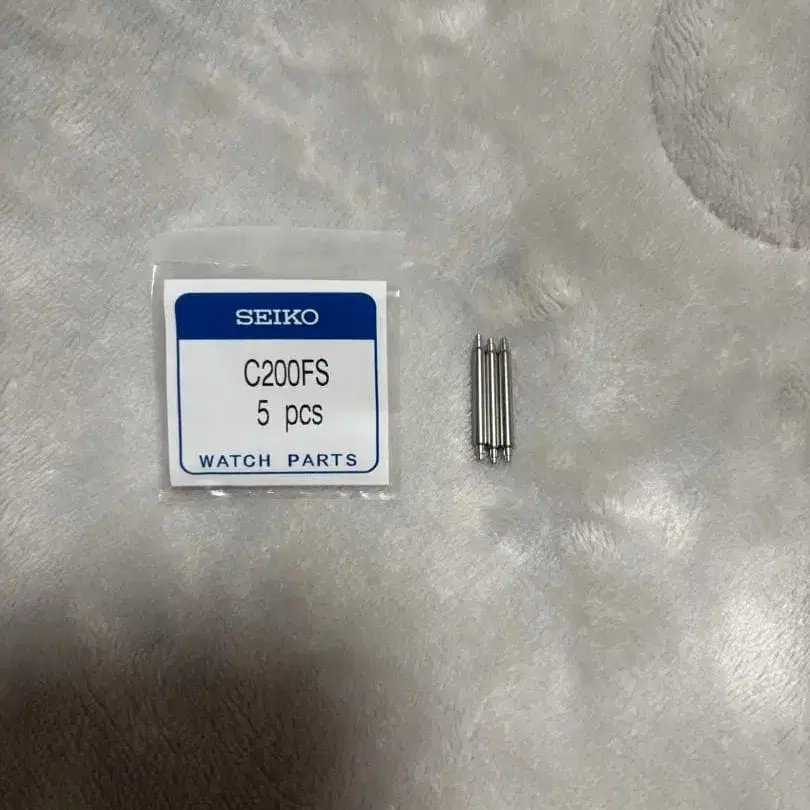 SEIKO
C200FS
5 pcs
WATCH PARTS